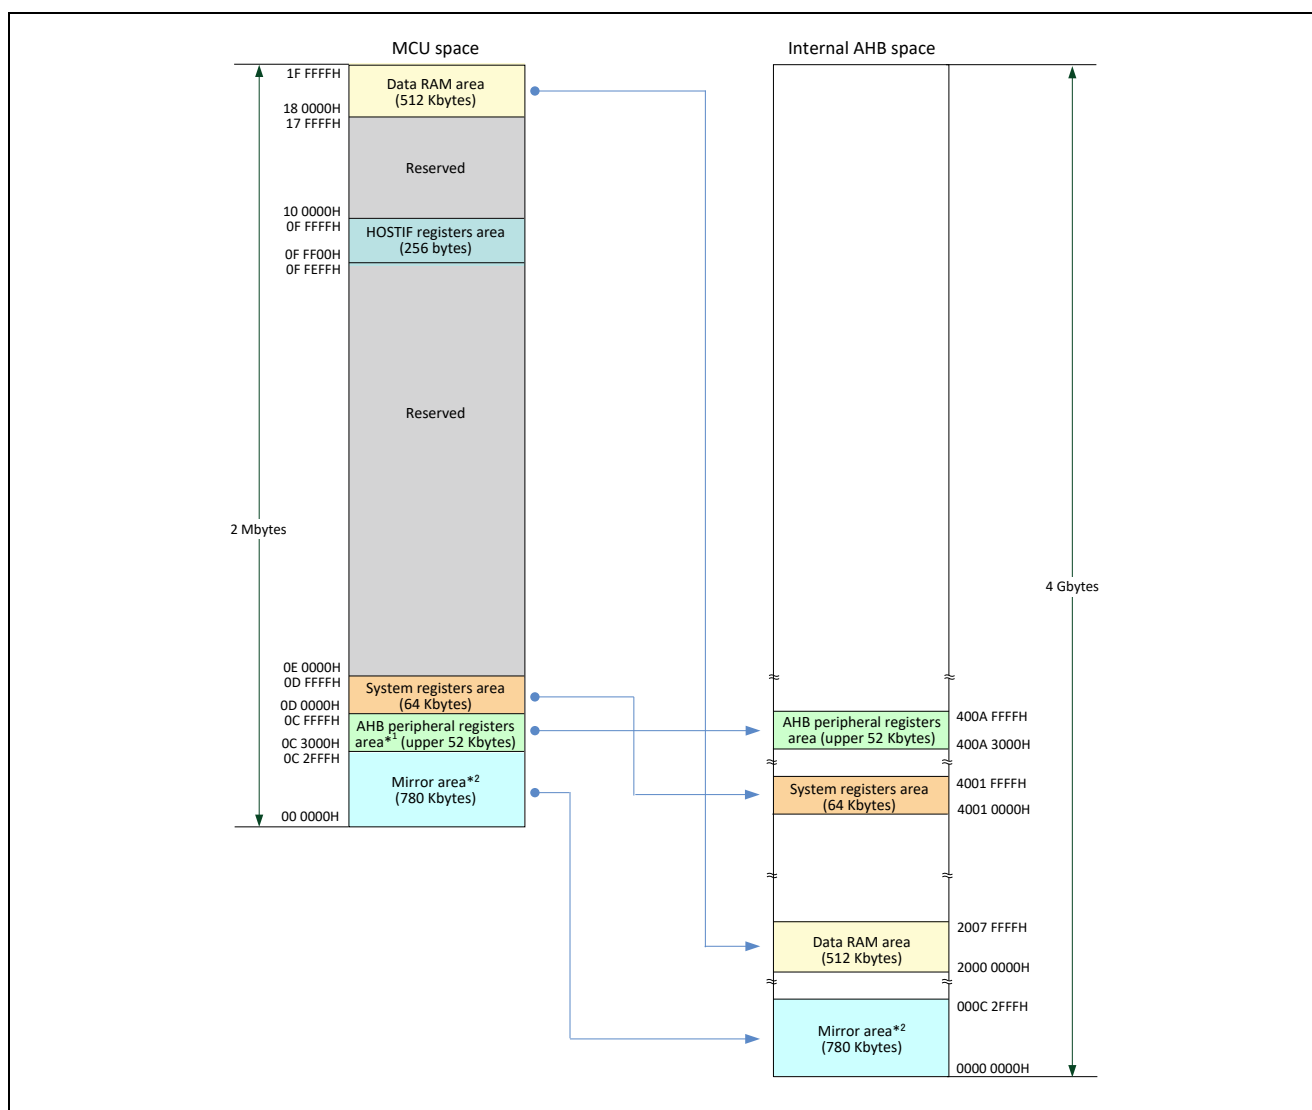 MCU space
Internal AHB space
1F FFFFH
Data RAM area
(512 Kbytes)
18 0000H
17 FFFFH
Reserved
10 0000H
0F FFFFH
HOSTIF registers area
(256 bytes)
0F FF00H
0F FEFFH
Reserved
2 Mbytes
0E 0000H
0D FFFFH
System registers area
(64 Kbytes)
0D 0000H
0C FFFFH
AHB peripheral registers
area*1 (upper 52 Kbytes)
0C 3000H
0C 2FFFH
Mirror area*2
(780 Kbytes)
00 0000H
4 Gbytes
AHB peripheral registers
area (upper 52 Kbytes)
400A FFFFH
400A 3000H
System registers area
(64 Kbytes)
4001 FFFFH
4001 0000H
Data RAM area
(512 Kbytes)
2007 FFFFH
2000 0000H
000C 2FFFH
Mirror area*2
(780 Kbytes)
0000 0000H